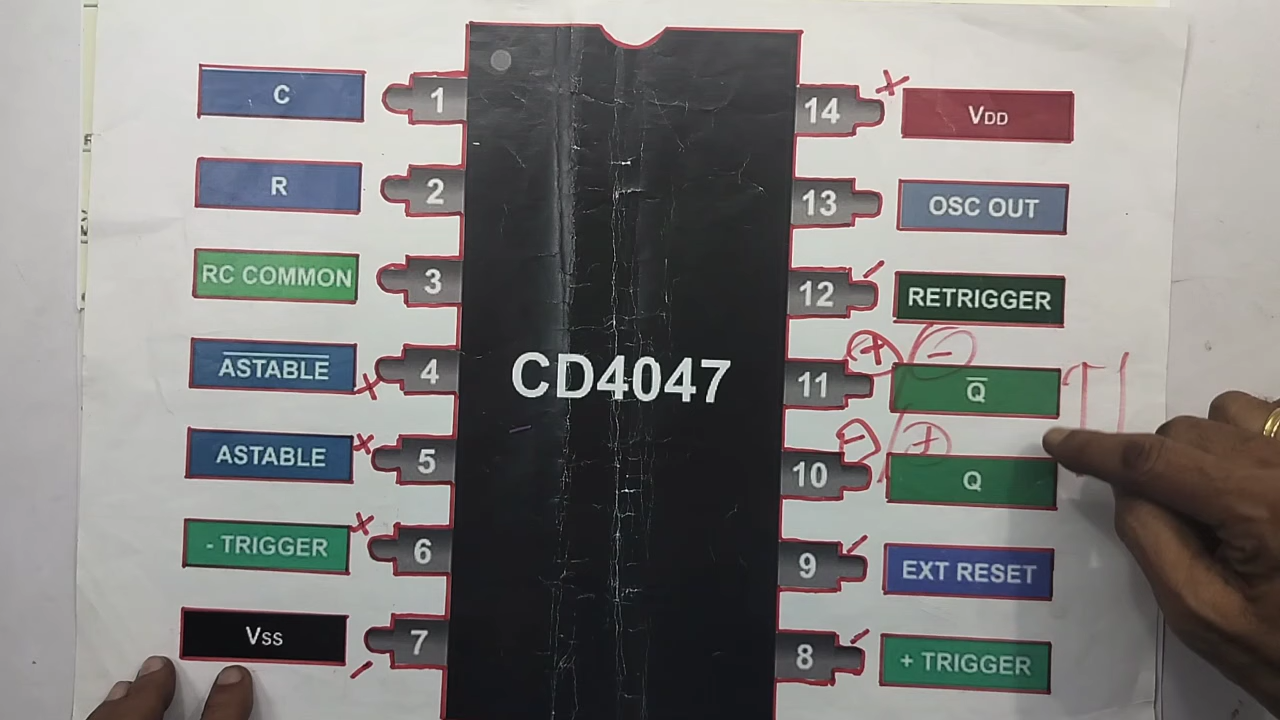 C 1 14 x VDD
R 2 13 OSC OUT
RC COMMON 3 12 / RETRIGGER
+ / -
A̅S̅T̅A̅B̅L̅E̅ x 4 CD4047 11 Q̅
- / +
ASTABLE x 5 10 Q
- TRIGGER x 6 9 / EXT RESET
VSS / 7 8 / + TRIGGER